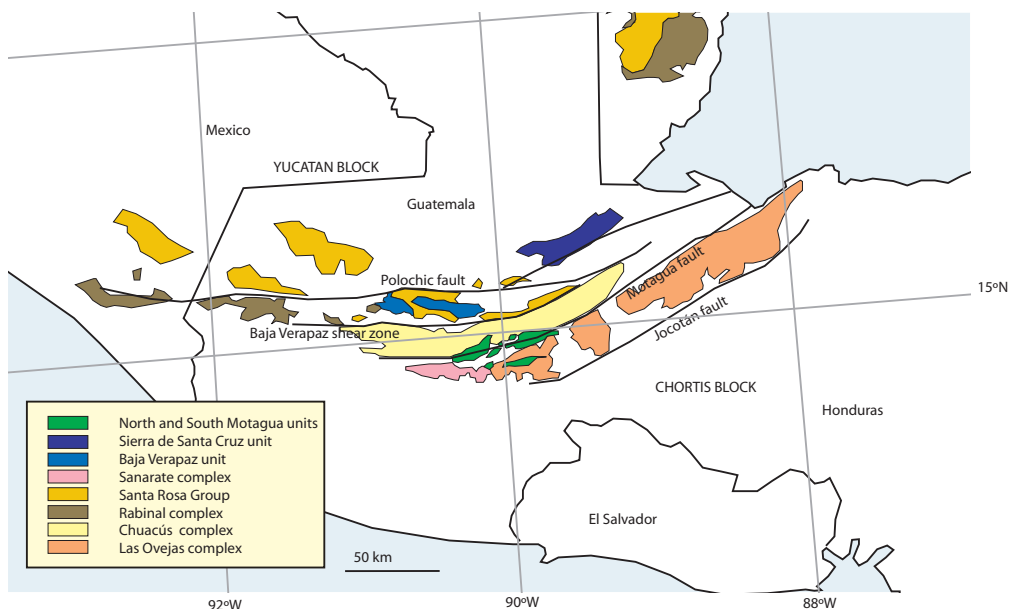 Mexico
YUCATAN BLOCK
Guatemala
Polochic fault
Motagua fault
15ºN
Baja Verapaz shear zone
Jocotán fault
CHORTIS BLOCK
Honduras
North and South Motagua units
Sierra de Santa Cruz unit
Baja Verapaz unit
Sanarate complex
Santa Rosa Group
Rabinal complex
Chuacús complex
Las Ovejas complex
El Salvador
50 km
92ºW
90ºW
88ºW